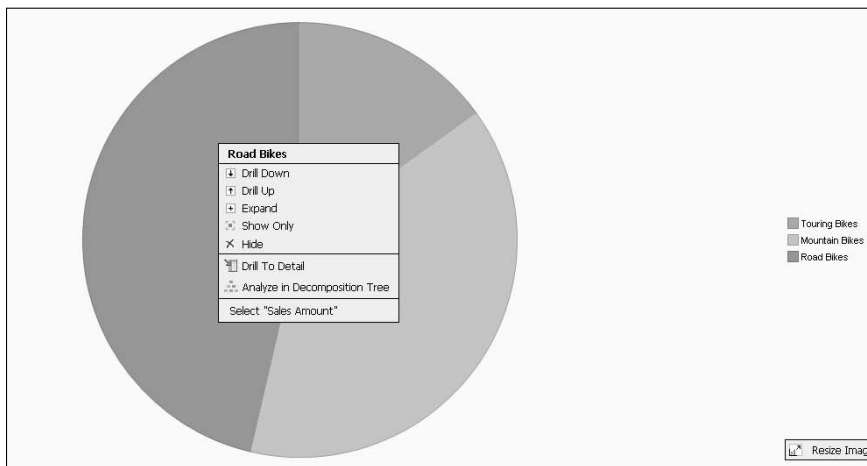 Road Bikes
Drill Down
Drill Up
Expand
Show Only
Hide
Drill To Detail
Analyze in Decomposition Tree
Select "Sales Amount"
Touring Bikes
Mountain Bikes
Road Bikes
Resize Imag